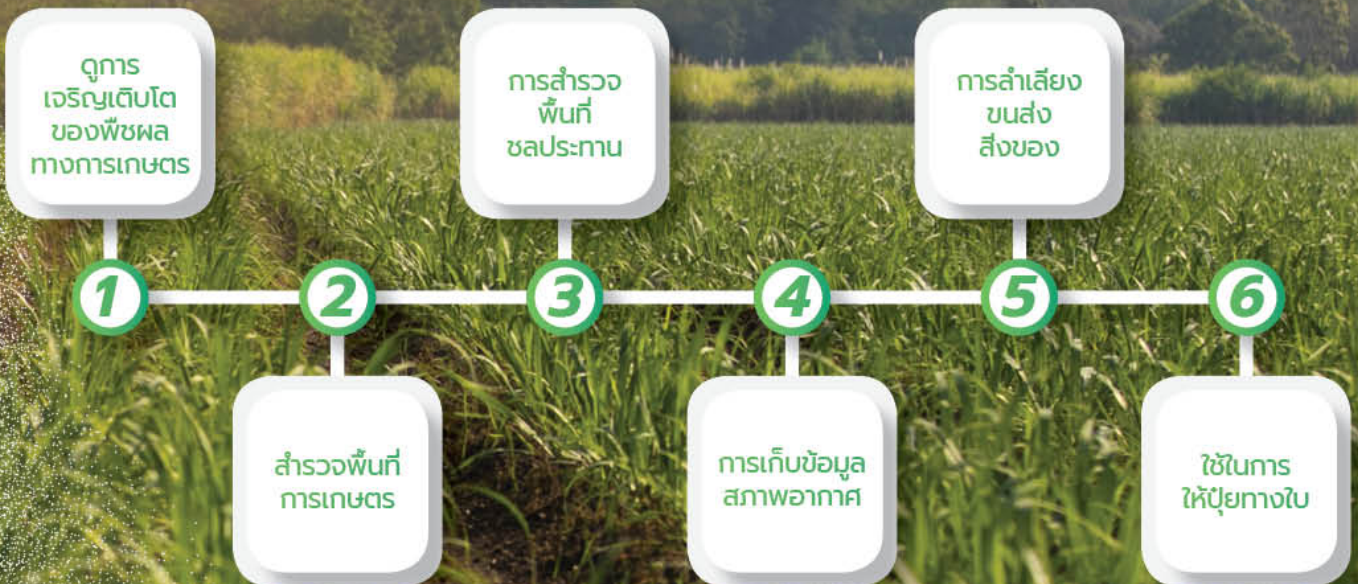 ดูการ
เจริญเติบโต
ของพืชผล
ทางการเกษตร
1
สำรวจพื้นที่
การเกษตร
2
การสำรวจ
พื้นที่
ชลประทาน
3
การเก็บข้อมูล
สภาพอากาศ
4
การลำเลียง
ขนส่ง
สิ่งของ
5
ใช้ในการ
ให้ปุ๋ยทางใบ
6